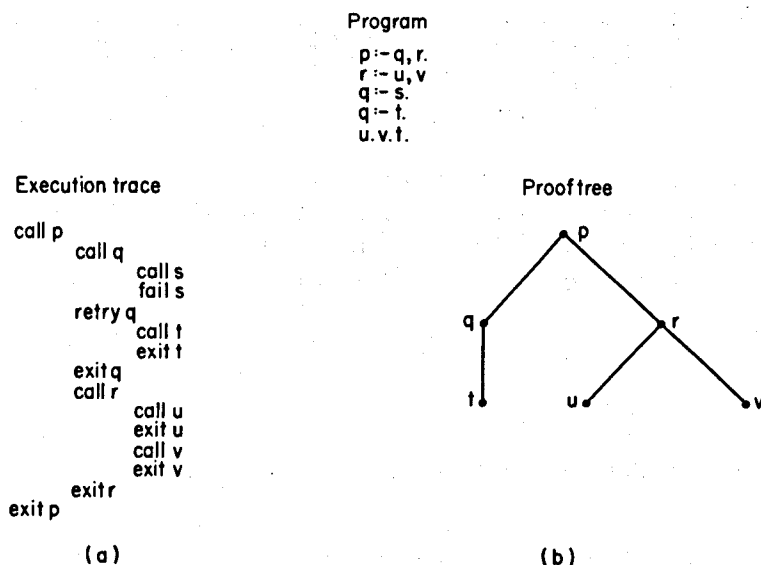 Program
p:- q, r.
r:- u, v
q:- s.
q:- t.
u. v. t.
Execution trace
call p
call q
call s
fail s
retry q
call t
exit t
exit q
call r
call u
exit u
call v
exit v
exit r
exit p
(a)
Proof tree
p
q
r
t
u
v
(b)